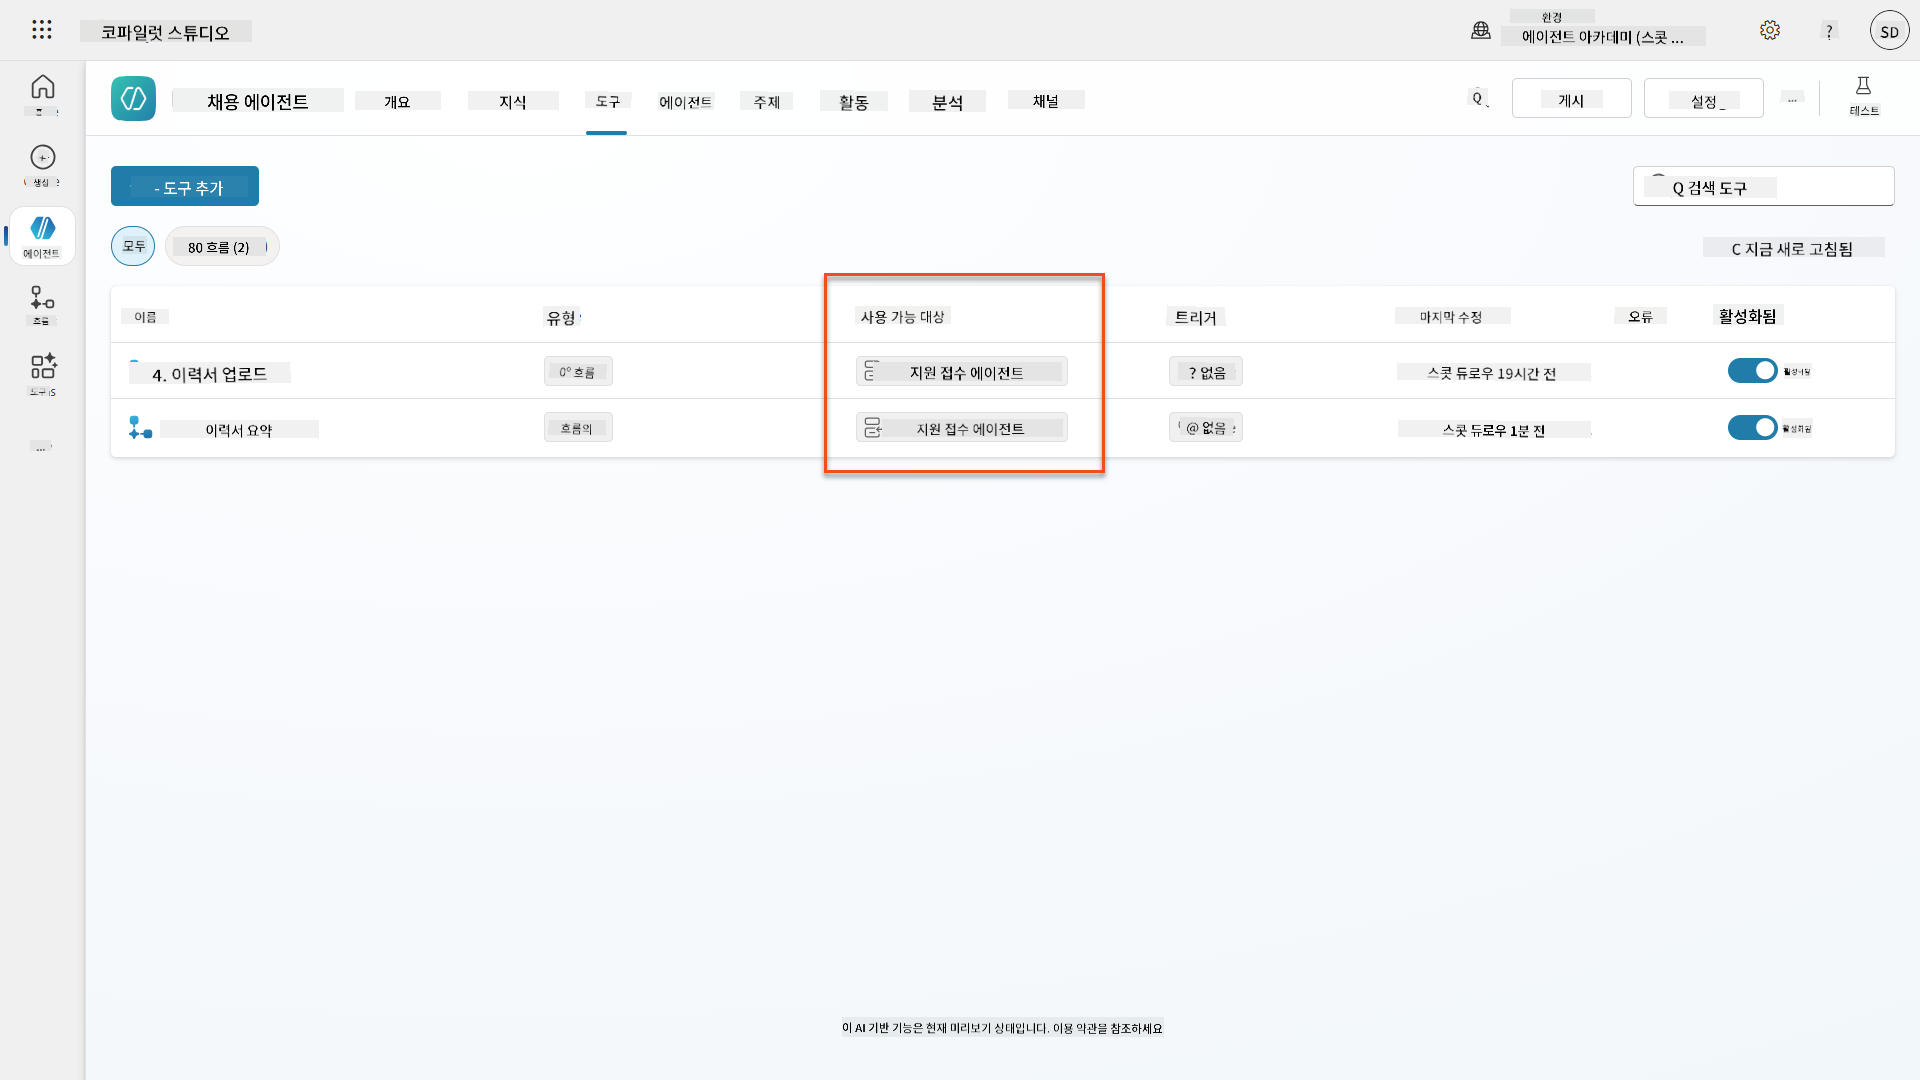 코파일럿 스튜디오
환경
에이전트 아카데미 (스콧 ...
?
SD
생성
에이전트
흐름
도구
...
채용 에이전트
개요
지식
도구
에이전트
주제
활동
분석
채널
Q
게시
설정
...
테스트
- 도구 추가
Q 검색 도구
모두
80 흐름 (2)
C 지금 새로 고침됨
이름
유형
사용 가능 대상
트리거
마지막 수정
오류
활성화됨
4. 이력서 업로드
0° 흐름
지원 접수 에이전트
? 없음
스콧 듀로우 19시간 전
활성화됨
이력서 요약
흐름의
지원 접수 에이전트
@ 없음
스콧 듀로우 1분 전
활성화됨
이 AI 기반 기능은 현재 미리보기 상태입니다. 이용 약관을 참조하세요